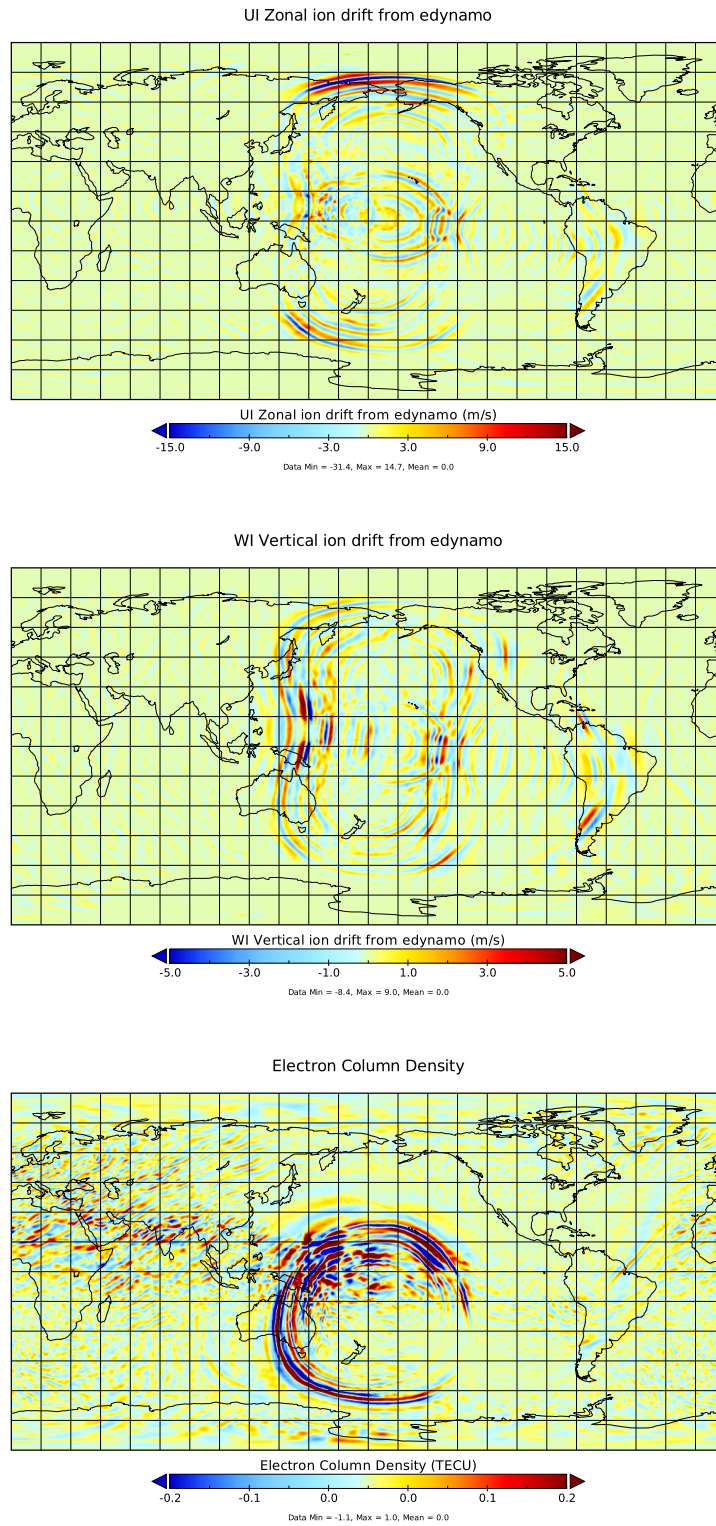 UI Zonal ion drift from edynamo
UI Zonal ion drift from edynamo (m/s)
-15.0 -9.0 -3.0 3.0 9.0 15.0
Data Min = -31.4, Max = 14.7, Mean = 0.0
WI Vertical ion drift from edynamo
WI Vertical ion drift from edynamo (m/s)
-5.0 -3.0 -1.0 1.0 3.0 5.0
Data Min = -8.4, Max = 9.0, Mean = 0.0
Electron Column Density
Electron Column Density (TECU)
-0.2 -0.1 0.0 0.0 0.1 0.2
Data Min = -1.1, Max = 1.0, Mean = 0.0